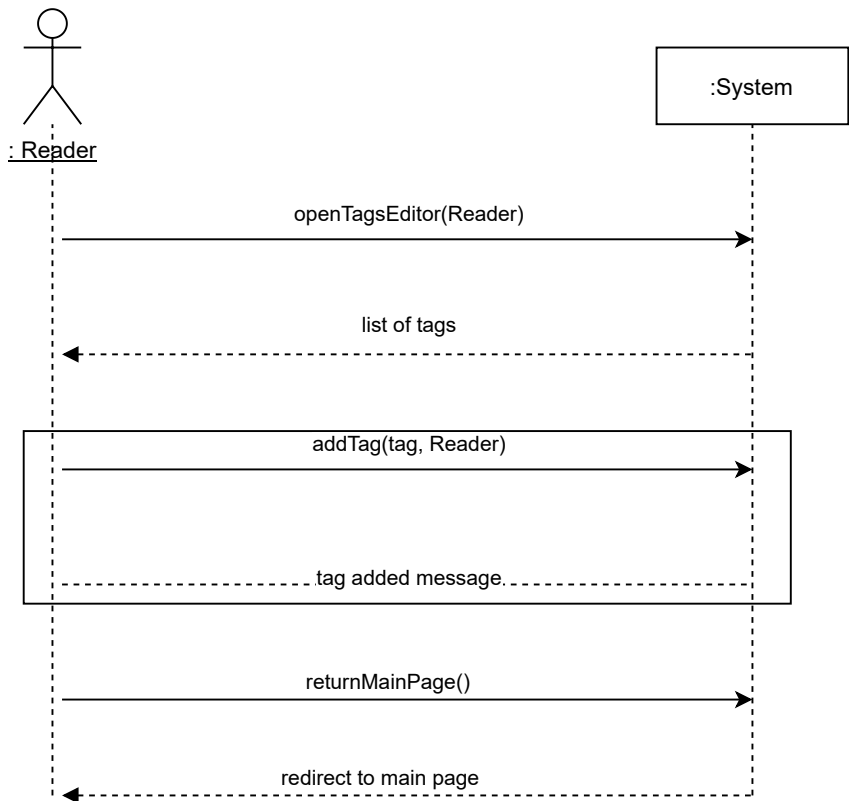 :System
: Reader
openTagsEditor(Reader)
list of tags
addTag(tag, Reader)
tag added message
returnMainPage()
redirect to main page